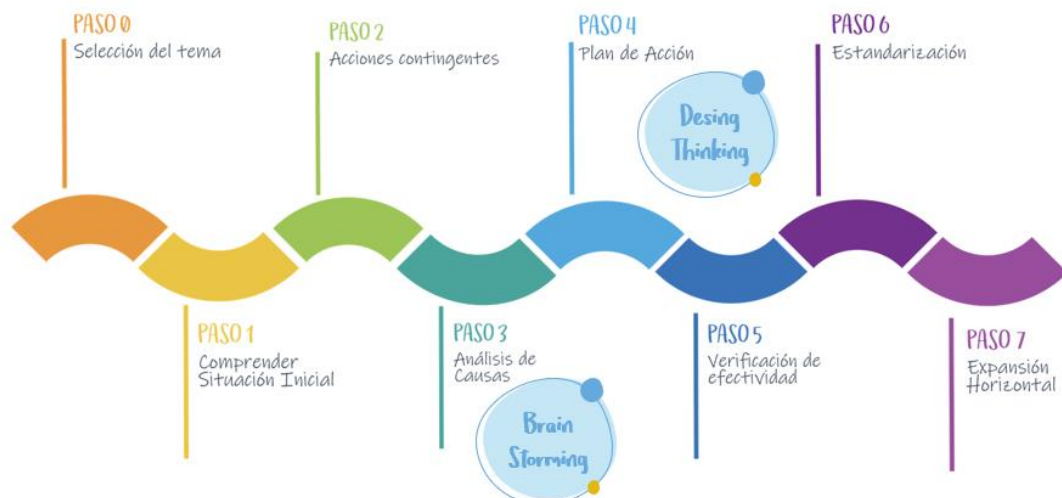 PASO 0
Selección del tema
PASO 2
Acciones contingentes
PASO 4
Plan de Acción
PASO 6
Estandarización
Desing
Thinking
PASO 1
Comprender
Situación Inicial
PASO 3
Análisis de
Causas
PASO 5
Verificación de
efectividad
PASO 7
Expansión
Horizontal
Brain
Storming